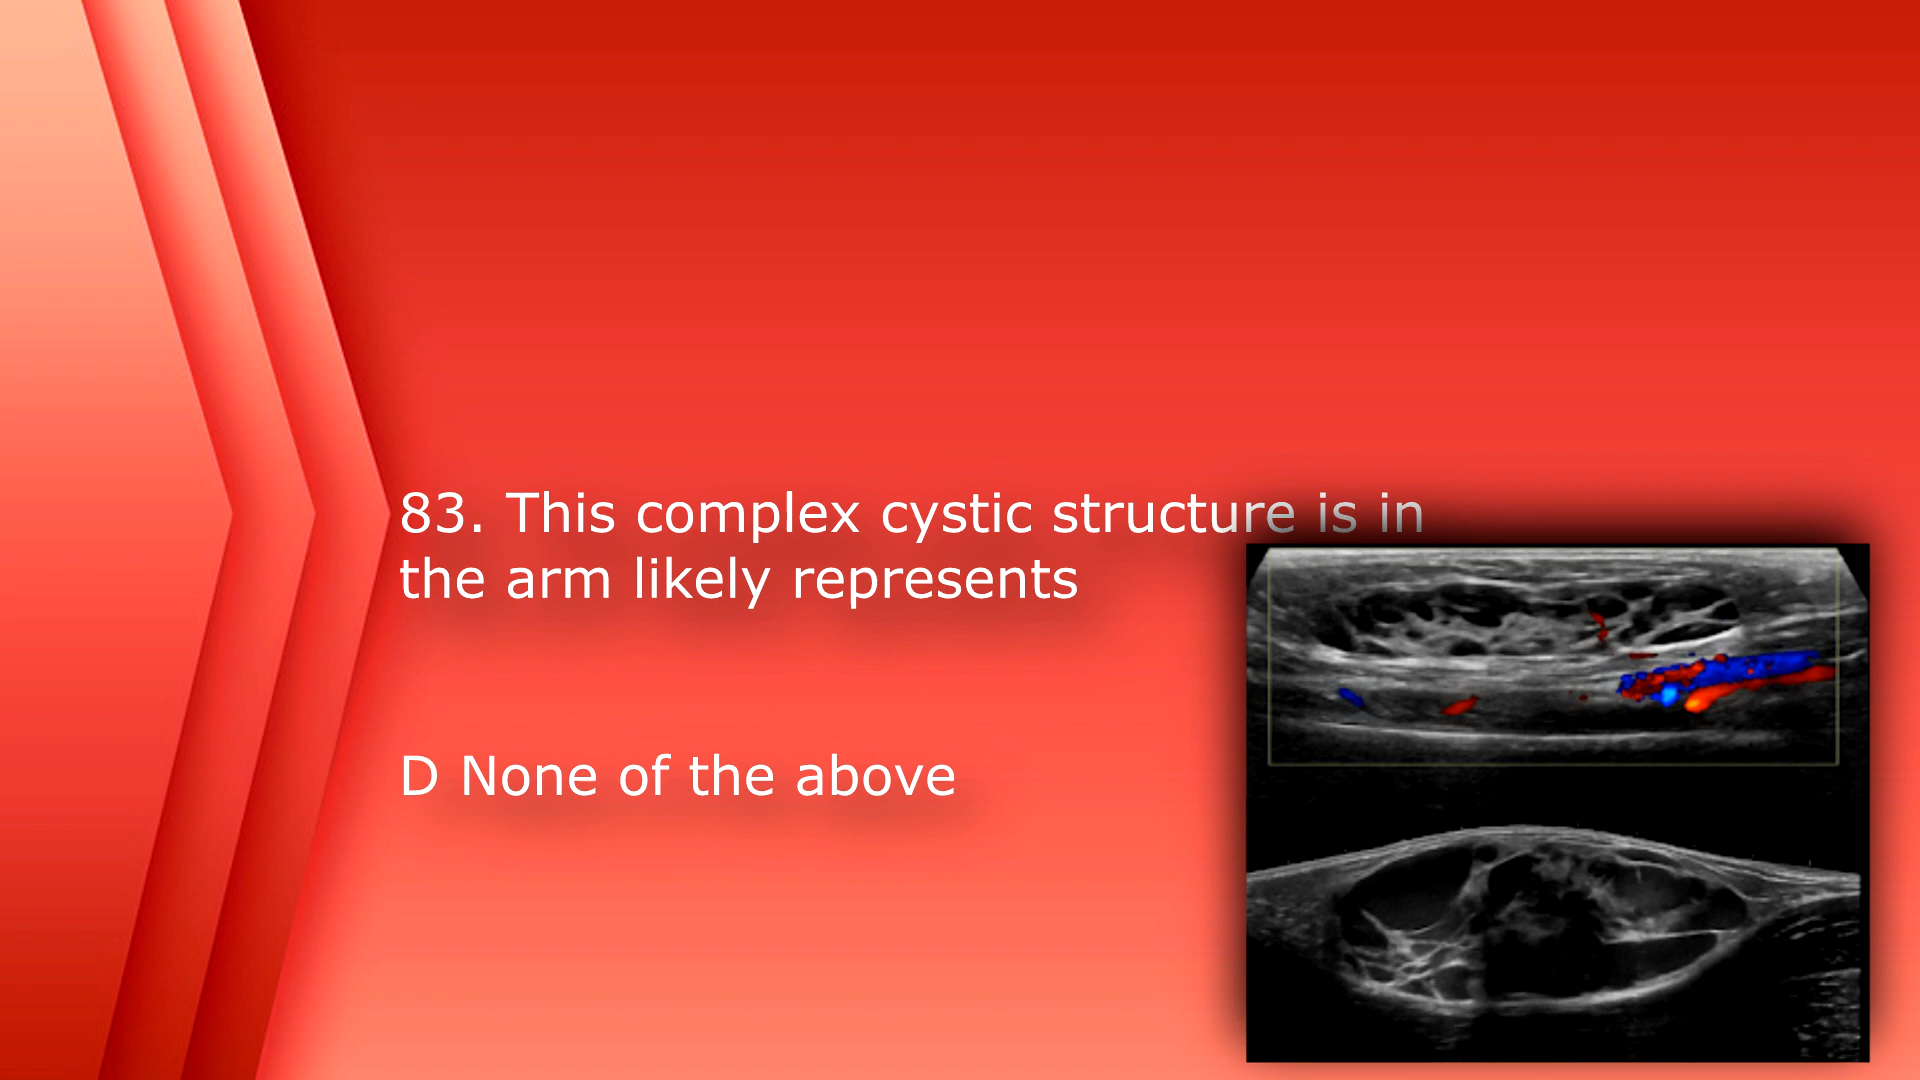 83. This complex cystic structure is in
the arm likely represents
D None of the above